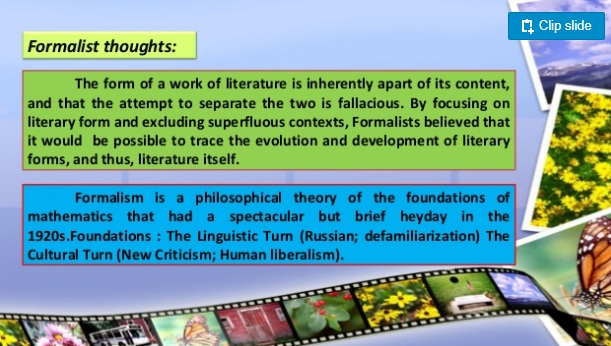 Clip slide
Formalist thoughts:
The form of a work of literature is inherently apart of its content,
and that the attempt to separate the two is fallacious. By focusing on
literary form and excluding superfluous contexts, Formalists believed that
it would be possible to trace the evolution and development of literary
forms, and thus, literature itself.
Formalism is a philosophical theory of the foundations of
mathematics that had a spectacular but brief heyday in the
1920s.Foundations : The Linguistic Turn (Russian; defamiliarization) The
Cultural Turn (New Criticism; Human liberalism).